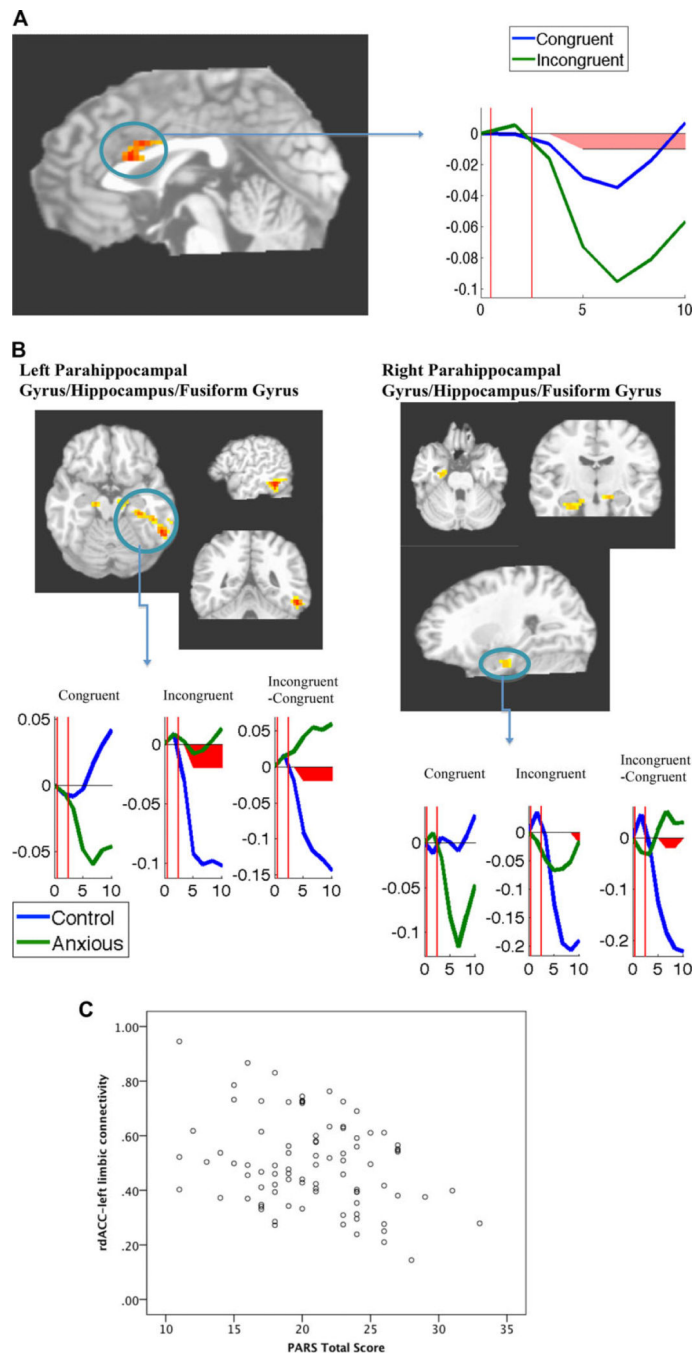 A
Congruent
Incongruent
0
-0.02
-0.04
-0.06
-0.08
-0.1
0 5 10
B
Left Parahippocampal
Gyrus/Hippocampus/Fusiform Gyrus
Right Parahippocampal
Gyrus/Hippocampus/Fusiform Gyrus
Congruent
Incongruent
Incongruent
-Congruent
0.05
0
-0.05
0 5 10
0
-0.05
-0.1
0 5 10
0.05
0
-0.05
-0.1
-0.15
0 5 10
Control
Anxious
Congruent
Incongruent
Incongruent
-Congruent
0
-0.05
-0.1
0 5 10
0
-0.05
-0.1
-0.15
-0.2
0 5 10
0
-0.1
-0.2
0 5 10
C
rdACC-left limbic connectivity
1.00
.80
.60
.40
.20
.00
10 15 20 25 30 35
PARS Total Score